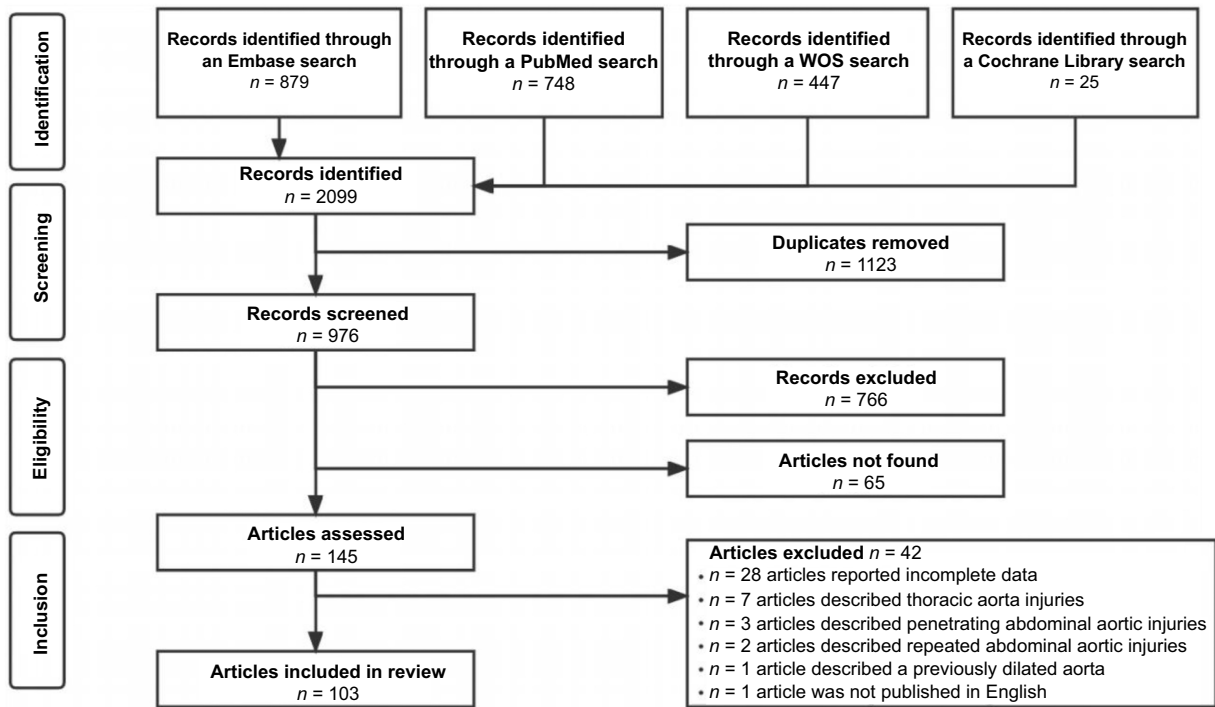 Identification
Records identified through
an Embase search
n = 879
Records identified
through a PubMed search
n = 748
Records identified
through a WOS search
n = 447
Records identified through
a Cochrane Library search
n = 25
Records identified
n = 2099
Screening
Duplicates removed
n = 1123
Records screened
n = 976
Eligibility
Records excluded
n = 766
Articles not found
n = 65
Articles assessed
n = 145
Inclusion
Articles excluded n = 42
• n = 28 articles reported incomplete data
• n = 7 articles described thoracic aorta injuries
• n = 3 articles described penetrating abdominal aortic injuries
• n = 2 articles described repeated abdominal aortic injuries
• n = 1 article described a previously dilated aorta
• n = 1 article was not published in English
Articles included in review
n = 103